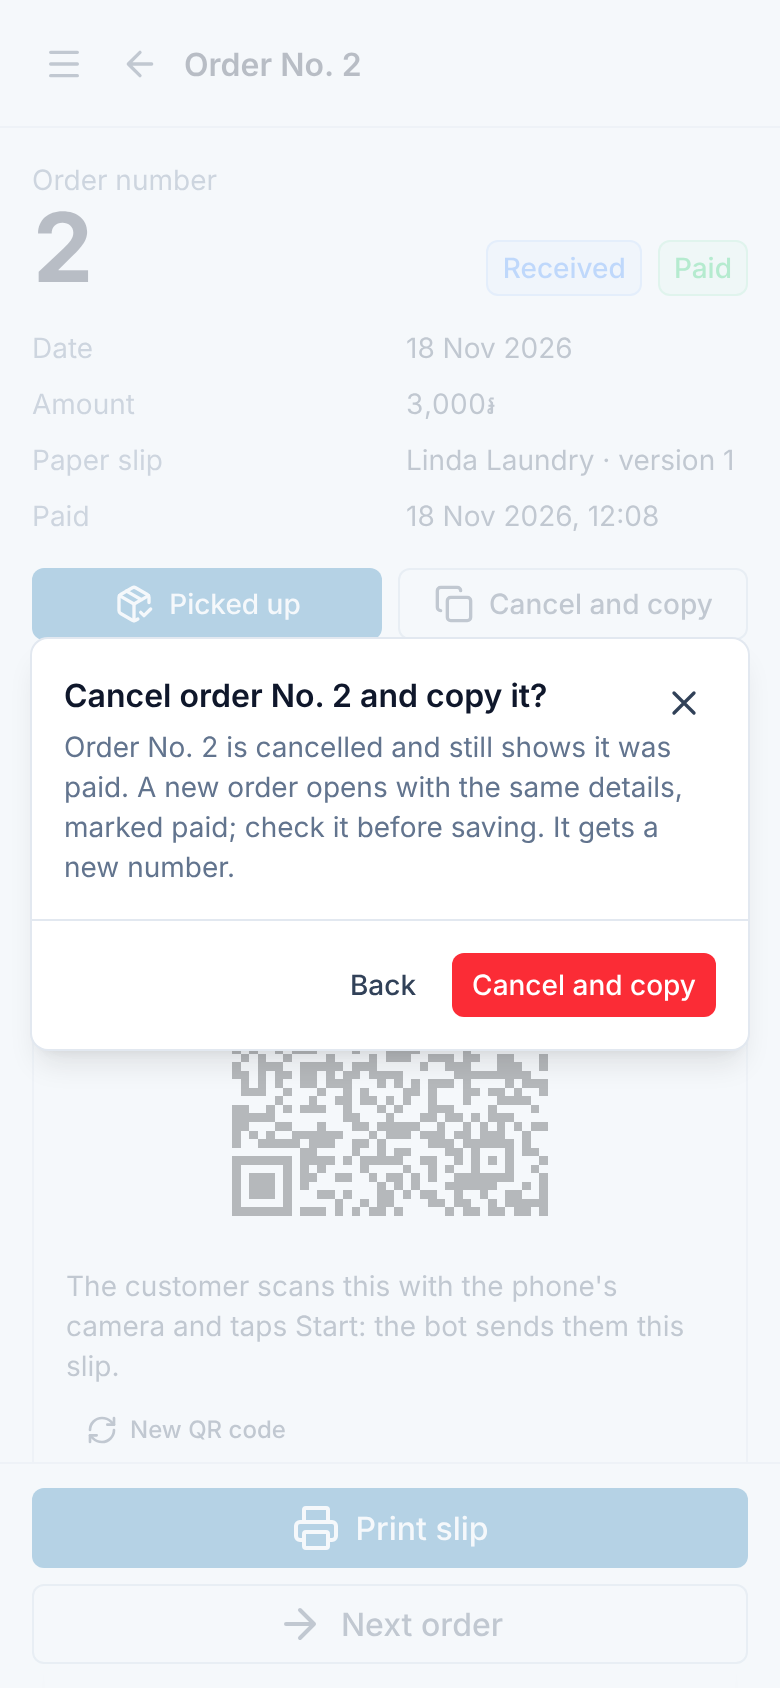 Order No. 2
Order number
2
Received
Paid
Date
18 Nov 2026
Amount
3,000៛
Paper slip
Linda Laundry · version 1
Paid
18 Nov 2026, 12:08
Picked up
Cancel and copy
Cancel order No. 2 and copy it?
Order No. 2 is cancelled and still shows it was
paid. A new order opens with the same details,
marked paid; check it before saving. It gets a
new number.
Back
Cancel and copy
The customer scans this with the phone's
camera and taps Start: the bot sends them this
slip.
New QR code
Print slip
Next order